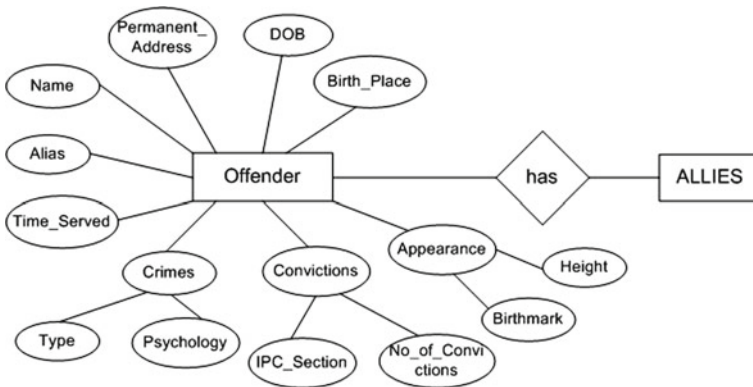 Permanent_
Address
DOB
Birth_Place
Name
Alias
Time_Served
Offender
has
ALLIES
Crimes
Convictions
Appearance
Height
Birthmark
Type
Psychology
IPC_Section
No_of_Convi
ctions